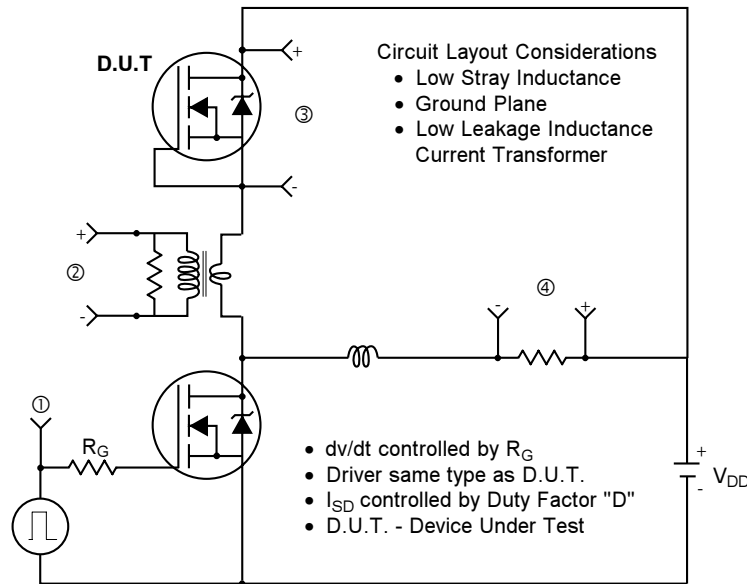 D.U.T
+
Circuit Layout Considerations
• Low Stray Inductance
③
• Ground Plane
• Low Leakage Inductance
Current Transformer
-
+
②
④
-
- +
①
R_G
• dv/dt controlled by R_G
• Driver same type as D.U.T.
• I_SD controlled by Duty Factor "D"
• D.U.T. - Device Under Test
+
V_DD
-